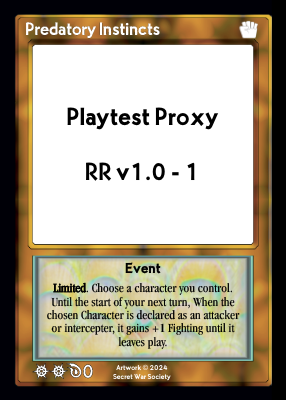 Predatory Instincts
Playtest Proxy
RR v1.0 - 1
Event
Limited. Choose a character you control.
Until the start of your next turn, When the
chosen Character is declared as an attacker
or intercepter, it gains +1 Fighting until it
leaves play.
0
Artwork © 2024
Secret War Society